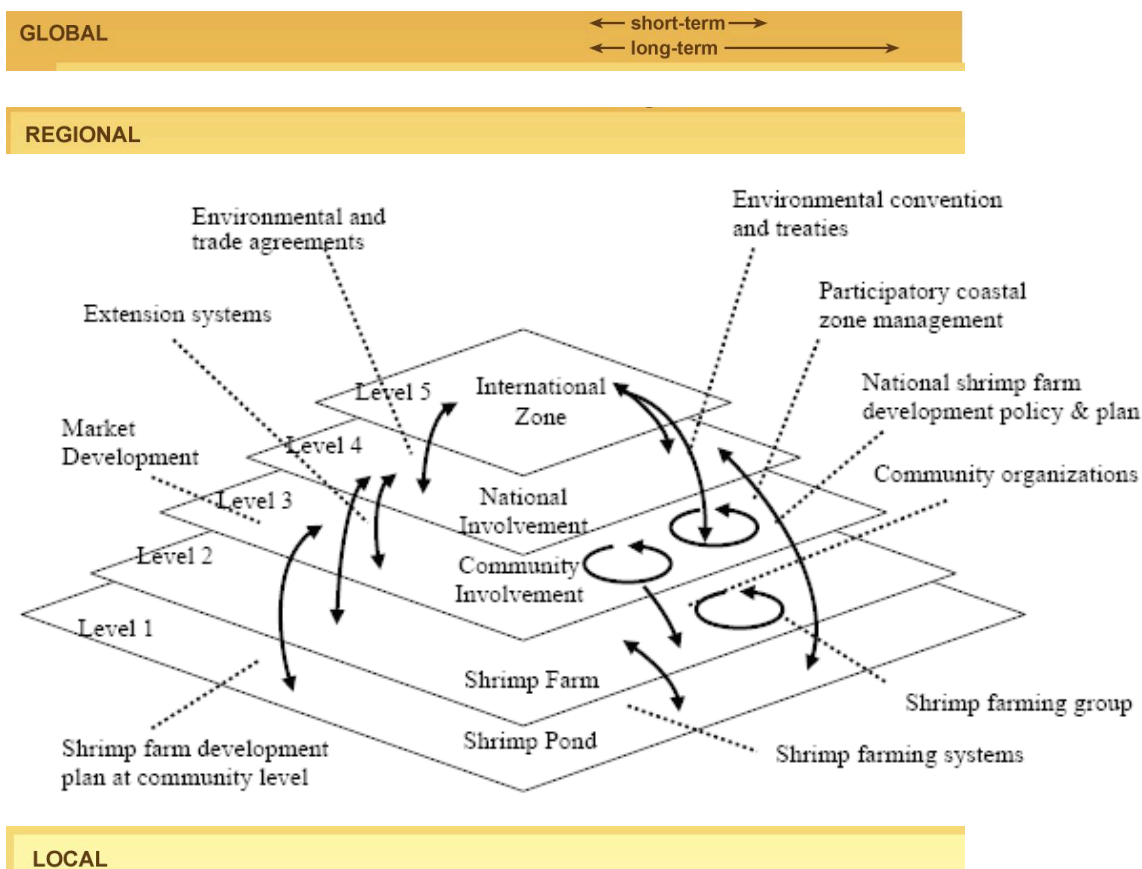 GLOBAL
short-term
long-term
REGIONAL
Environmental and
trade agreements
Environmental convention
and treaties
Extension systems
Participatory coastal
zone management
Level 5
International
Zone
National shrimp farm
development policy & plan
Market
Development
Level 4
Community organizations
Level 3
National
Involvement
Level 2
Community
Involvement
Level 1
Shrimp Farm
Shrimp farming group
Shrimp Pond
Shrimp farm development
plan at community level
Shrimp farming systems
LOCAL